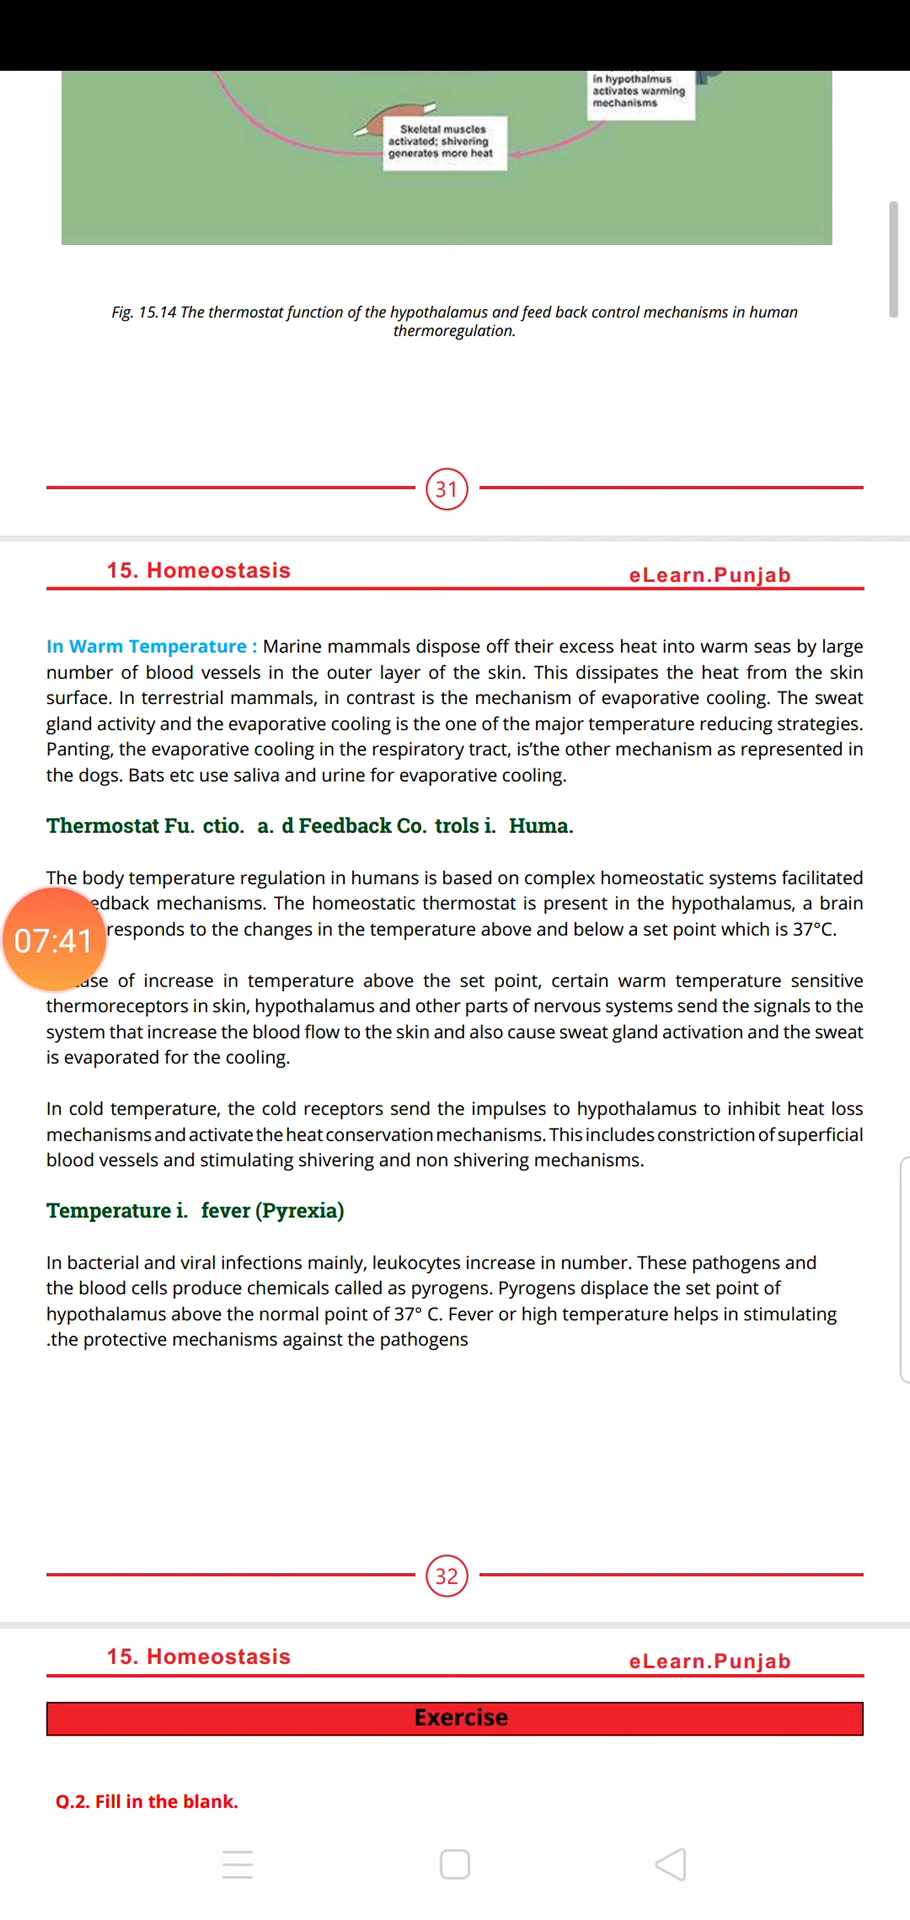 in hypothalmus
activates warming
mechanisms
Skeletal muscles
activated; shivering
generates more heat
Fig. 15.14 The thermostat function of the hypothalamus and feed back control mechanisms in human
thermoregulation.
31
15. Homeostasis
eLearn.Punjab
In Warm Temperature : Marine mammals dispose off their excess heat into warm seas by large
number of blood vessels in the outer layer of the skin. This dissipates the heat from the skin
surface. In terrestrial mammals, in contrast is the mechanism of evaporative cooling. The sweat
gland activity and the evaporative cooling is the one of the major temperature reducing strategies.
Panting, the evaporative cooling in the respiratory tract, is'the other mechanism as represented in
the dogs. Bats etc use saliva and urine for evaporative cooling.
Thermostat Fu. ctio. a. d Feedback Co. trols i. Huma.
The body temperature regulation in humans is based on complex homeostatic systems facilitated
edback mechanisms. The homeostatic thermostat is present in the hypothalamus, a brain
07:41
responds to the changes in the temperature above and below a set point which is 37°C.
ase of increase in temperature above the set point, certain warm temperature sensitive
thermoreceptors in skin, hypothalamus and other parts of nervous systems send the signals to the
system that increase the blood flow to the skin and also cause sweat gland activation and the sweat
is evaporated for the cooling.
In cold temperature, the cold receptors send the impulses to hypothalamus to inhibit heat loss
mechanisms and activate the heat conservation mechanisms. This includes constriction of superficial
blood vessels and stimulating shivering and non shivering mechanisms.
Temperature i. fever (Pyrexia)
In bacterial and viral infections mainly, leukocytes increase in number. These pathogens and
the blood cells produce chemicals called as pyrogens. Pyrogens displace the set point of
hypothalamus above the normal point of 37° C. Fever or high temperature helps in stimulating
.the protective mechanisms against the pathogens
32
15. Homeostasis
eLearn.Punjab
Exercise
Q.2. Fill in the blank.